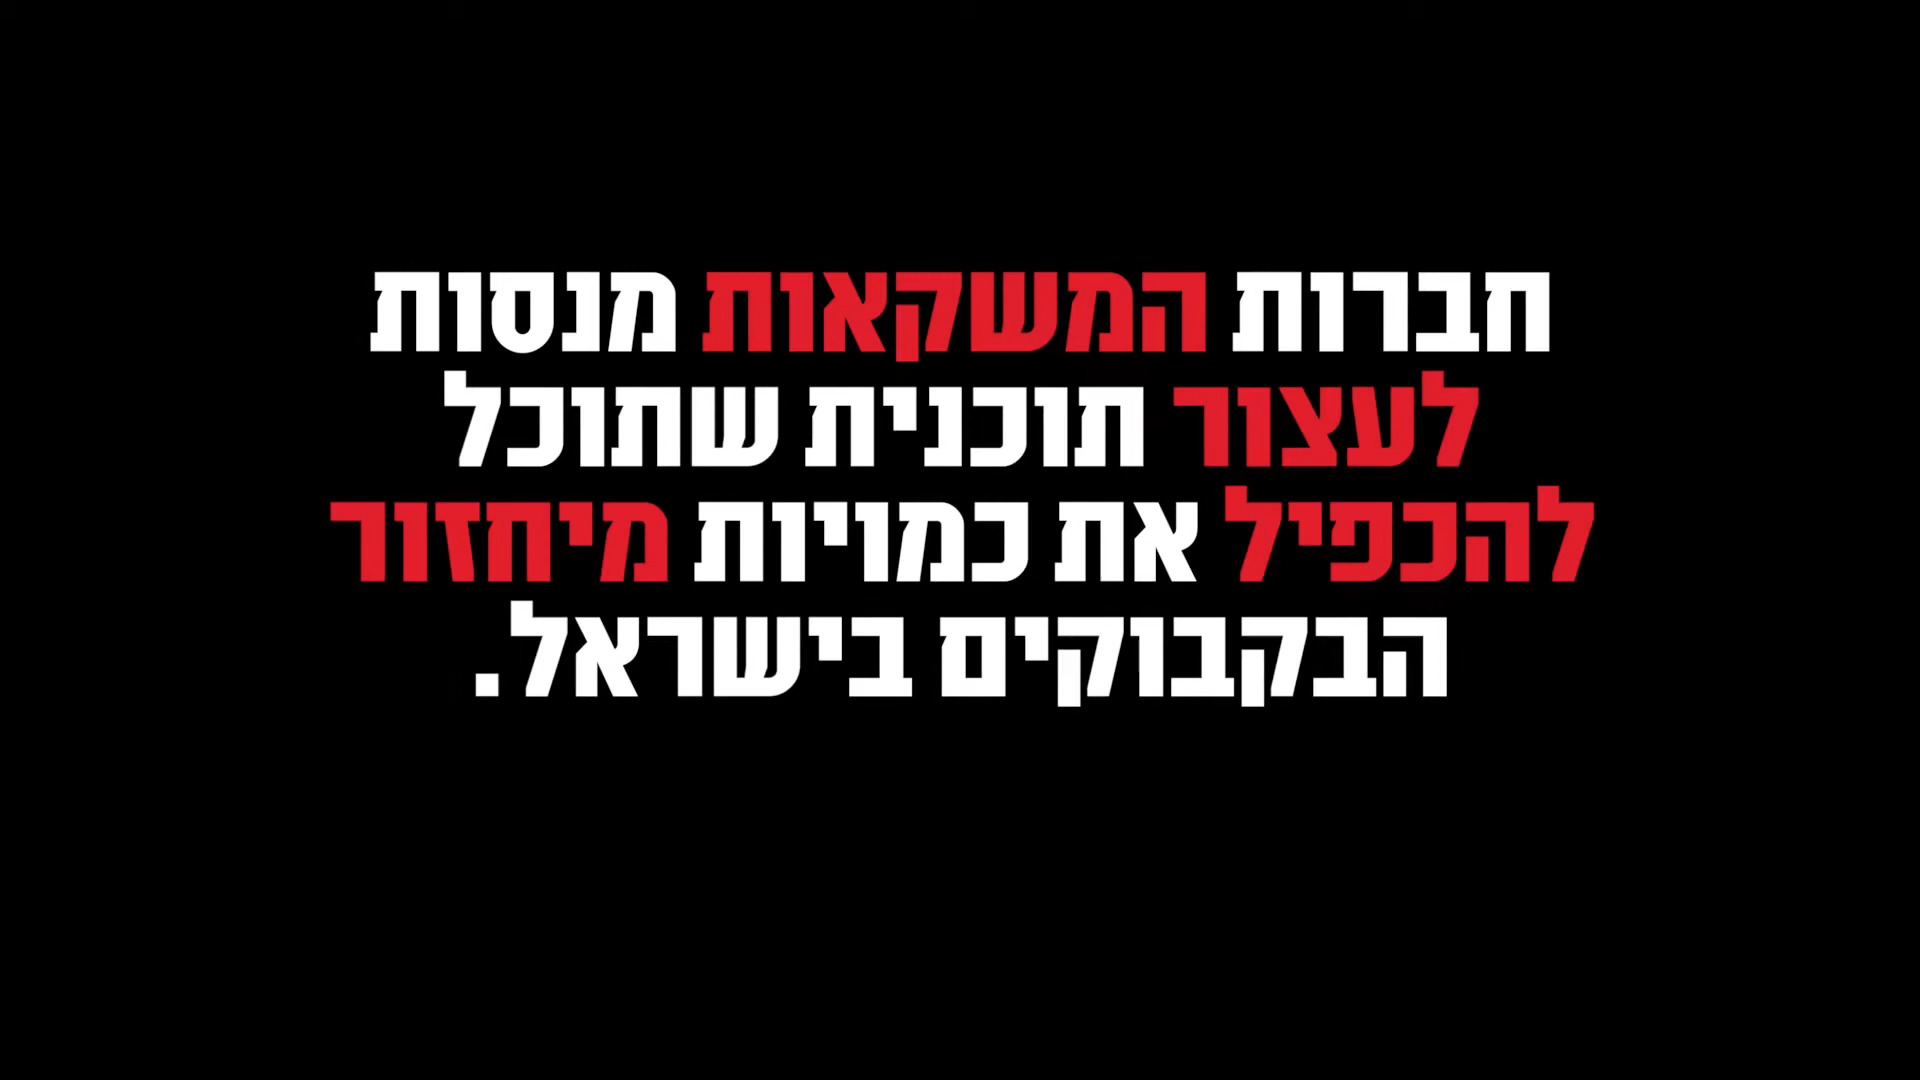 חברות המשקאות מנסות
לעצור תוכנית שתוכל
להכפיל את כמויות מיחזור
הבקבוקים בישראל.